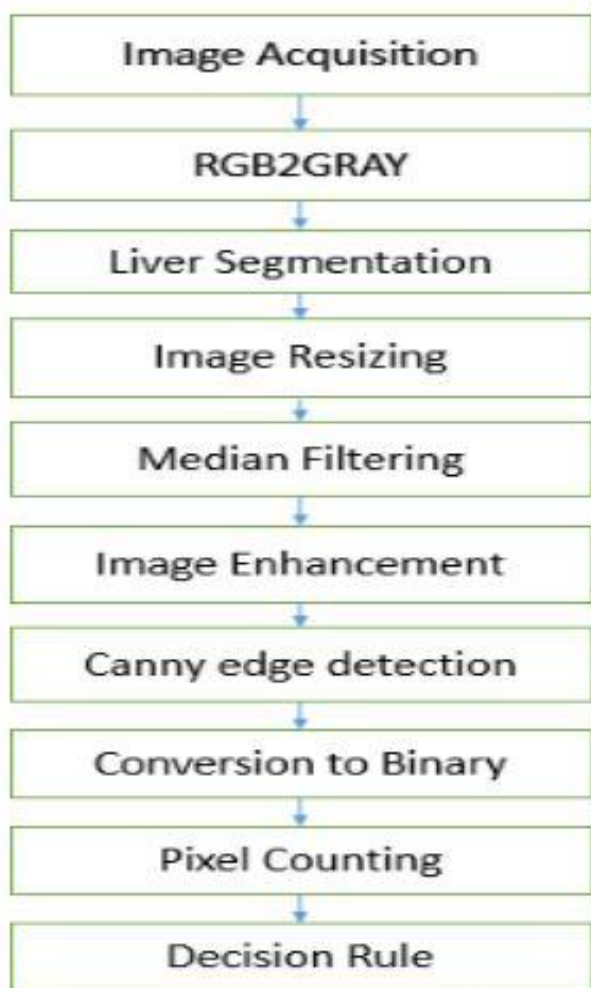 Image Acquisition
RGB2GRAY
Liver Segmentation
Image Resizing
Median Filtering
Image Enhancement
Canny edge detection
Conversion to Binary
Pixel Counting
Decision Rule